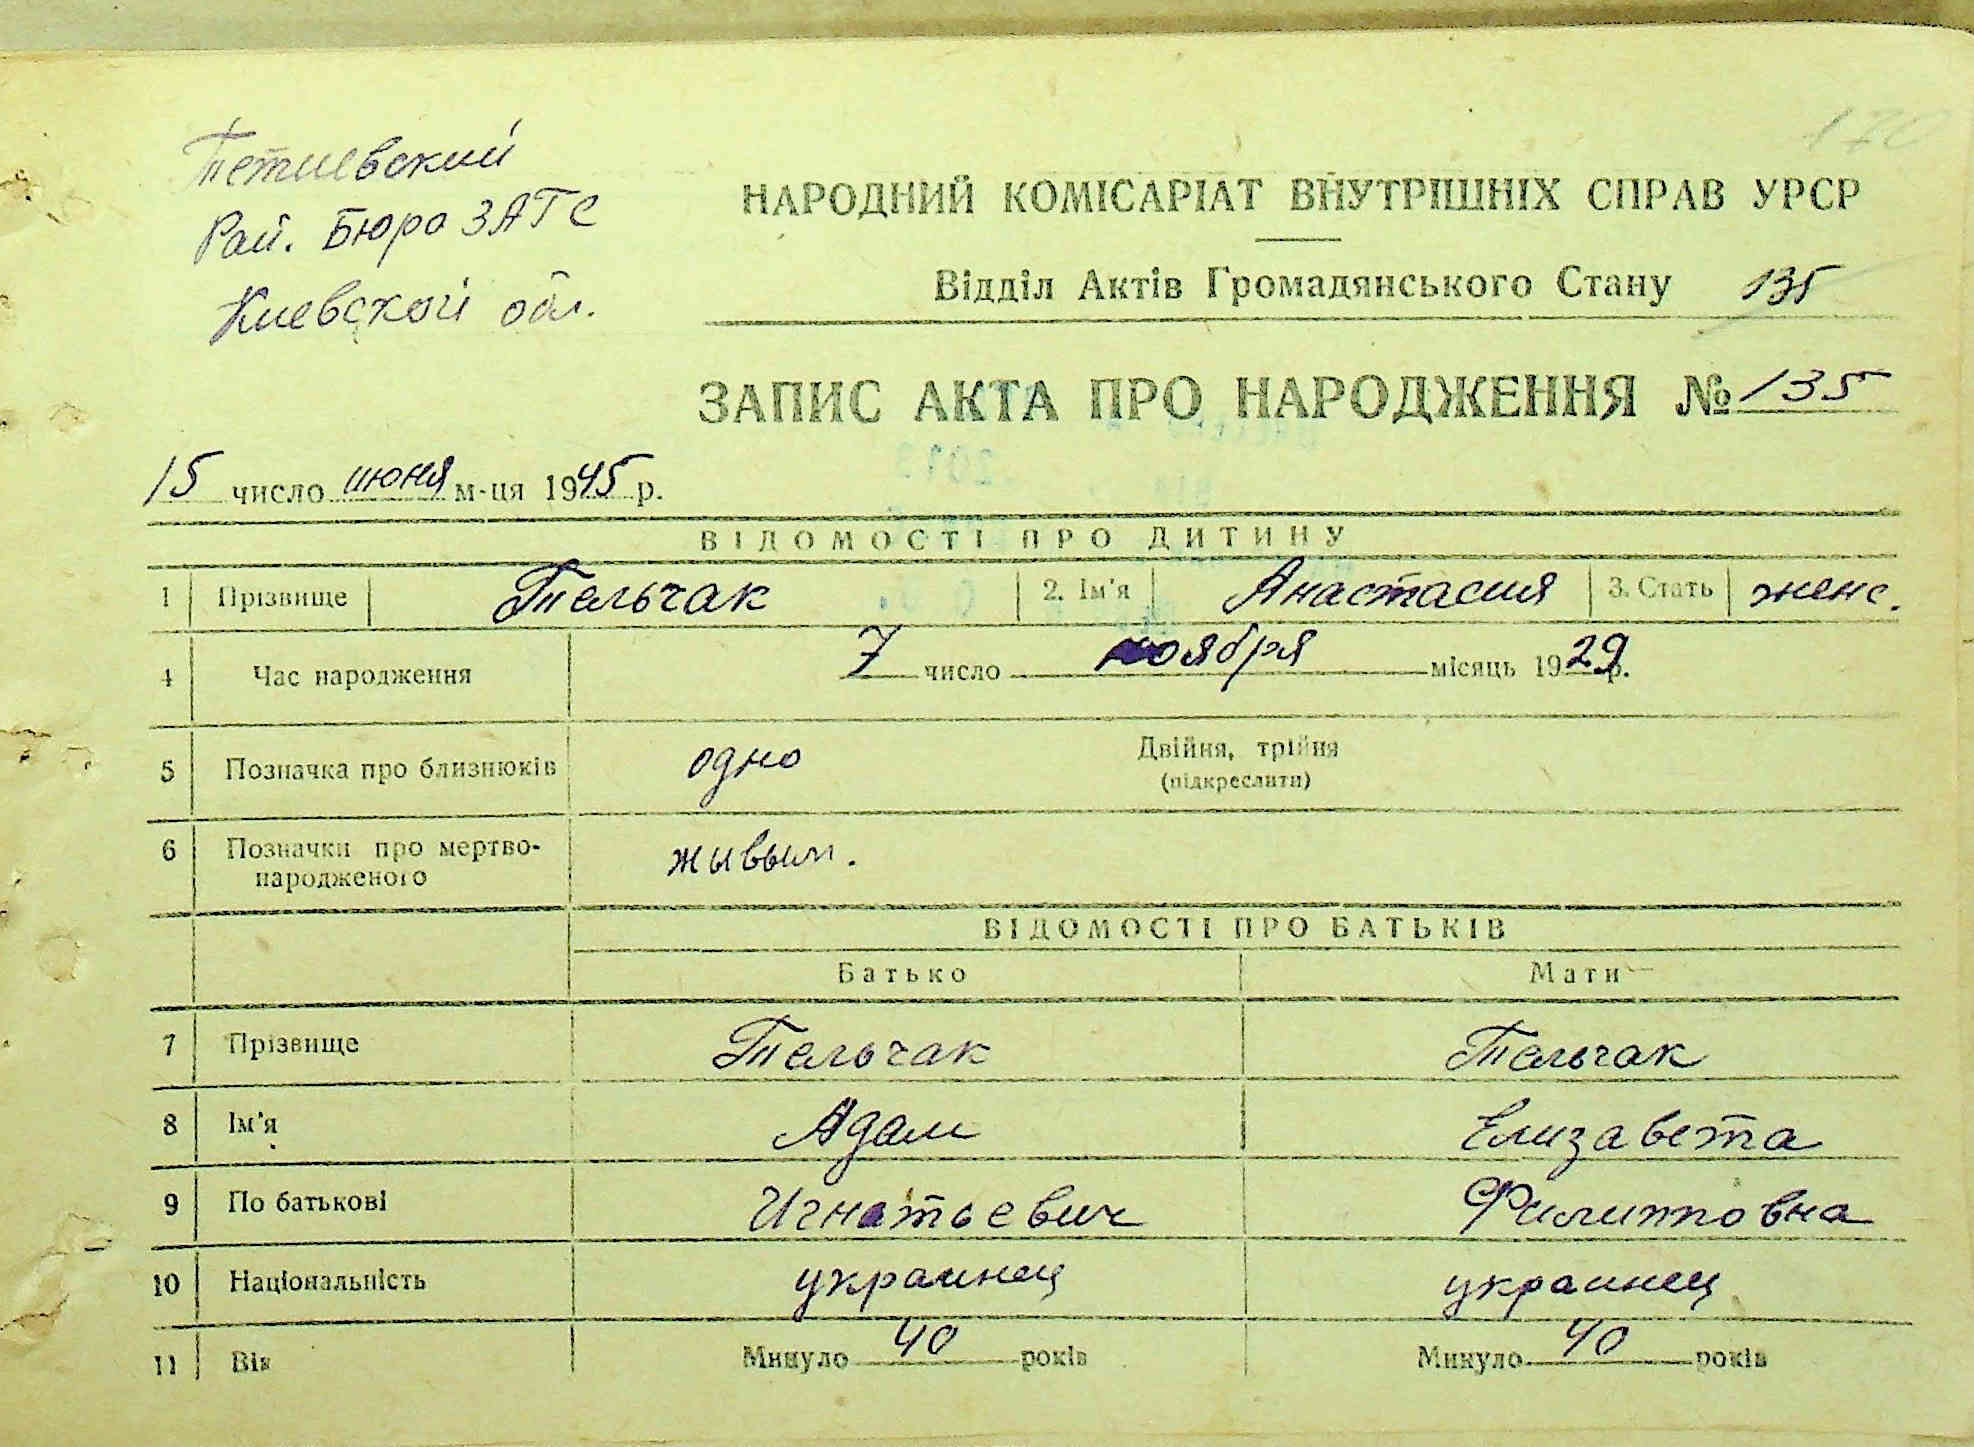 Тетиевский
Рай. Бюро ЗАГС
Киевской обл.
170
НАРОДНИЙ КОМІСАРІАТ ВНУТРІШНІХ СПРАВ УРСР
Відділ Актів Громадянського Стану 135
ЗАПИС АКТА ПРО НАРОДЖЕННЯ № 135
15 число июня м-ця 1945 р.
ВІДОМОСТІ ПРО ДИТИНУ
1 Прізвище Тельчак 2. Ім'я Анастасия 3. Стать женс.
4 Час народження 7 число ноября місяць 1929 р.
5 Позначка про близнюків одно Двійня, трійня
(підкреслити)
6 Позначки про мертво-
народженого жывым.
ВІДОМОСТІ ПРО БАТЬКІВ
Батько Мати
7 Прізвище Тельчак Тельчак
8 Ім'я Адам Елизавета
9 По батькові Игнатьевич Филипповна
10 Національність украинец украинец
11 Вік Минуло 40 років Минуло 40 років